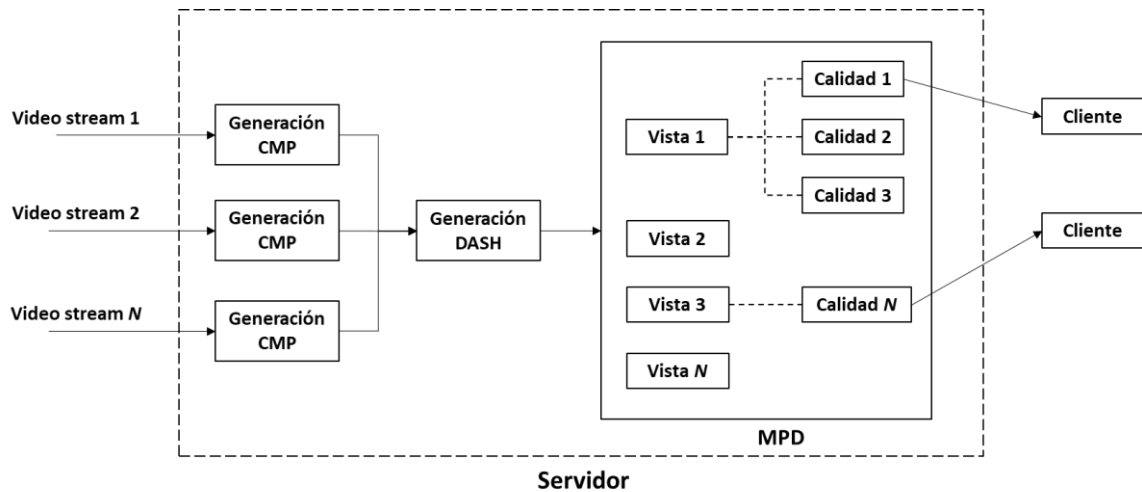 Video stream 1
Generación
CMP
Video stream 2
Generación
CMP
Video stream N
Generación
CMP
Generación
DASH
Vista 1
Calidad 1
Calidad 2
Calidad 3
Vista 2
Vista 3
Calidad N
Vista N
MPD
Cliente
Cliente
Servidor